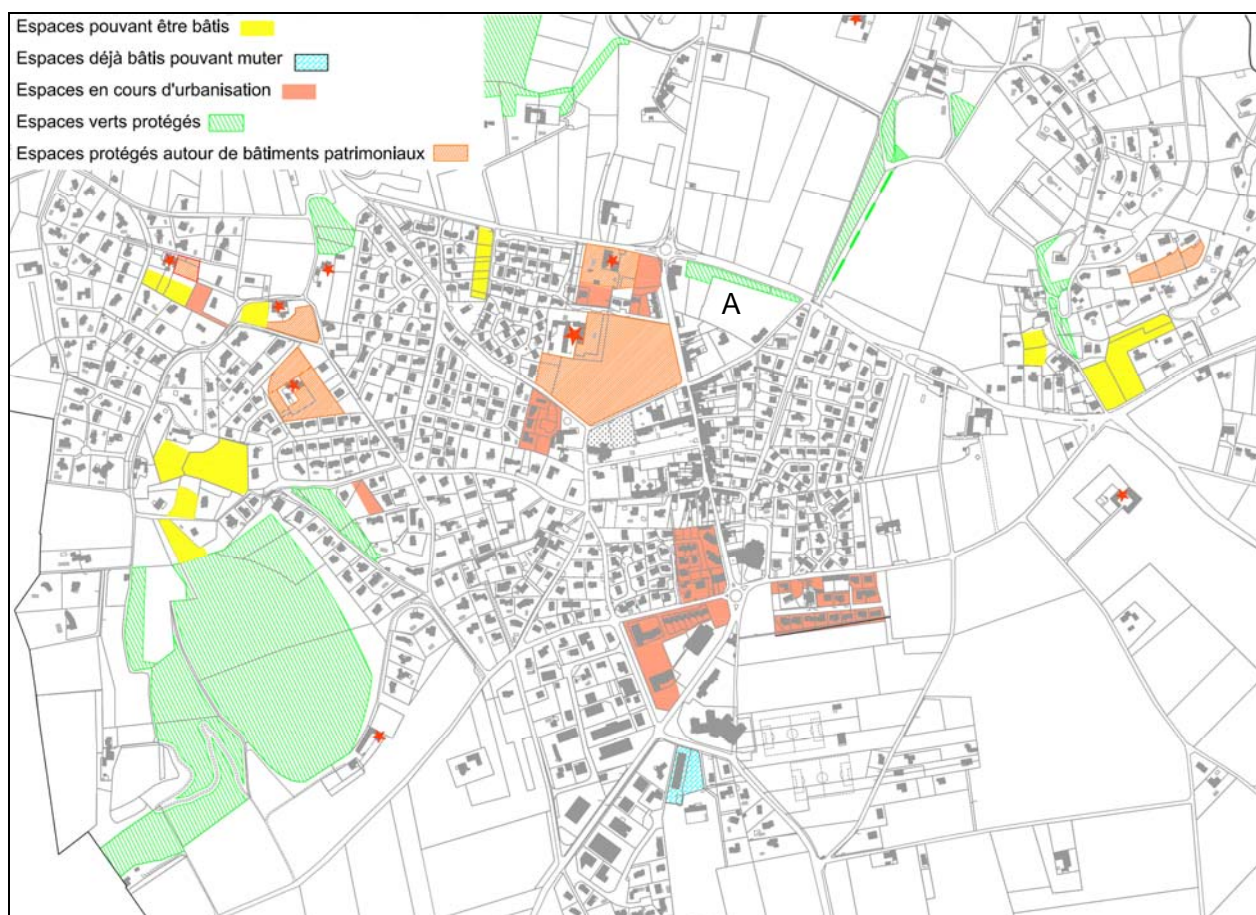 Espaces pouvant être bâtis
Espaces déjà bâtis pouvant muter
Espaces en cours d'urbanisation
Espaces verts protégés
Espaces protégés autour de bâtiments patrimoniaux
A